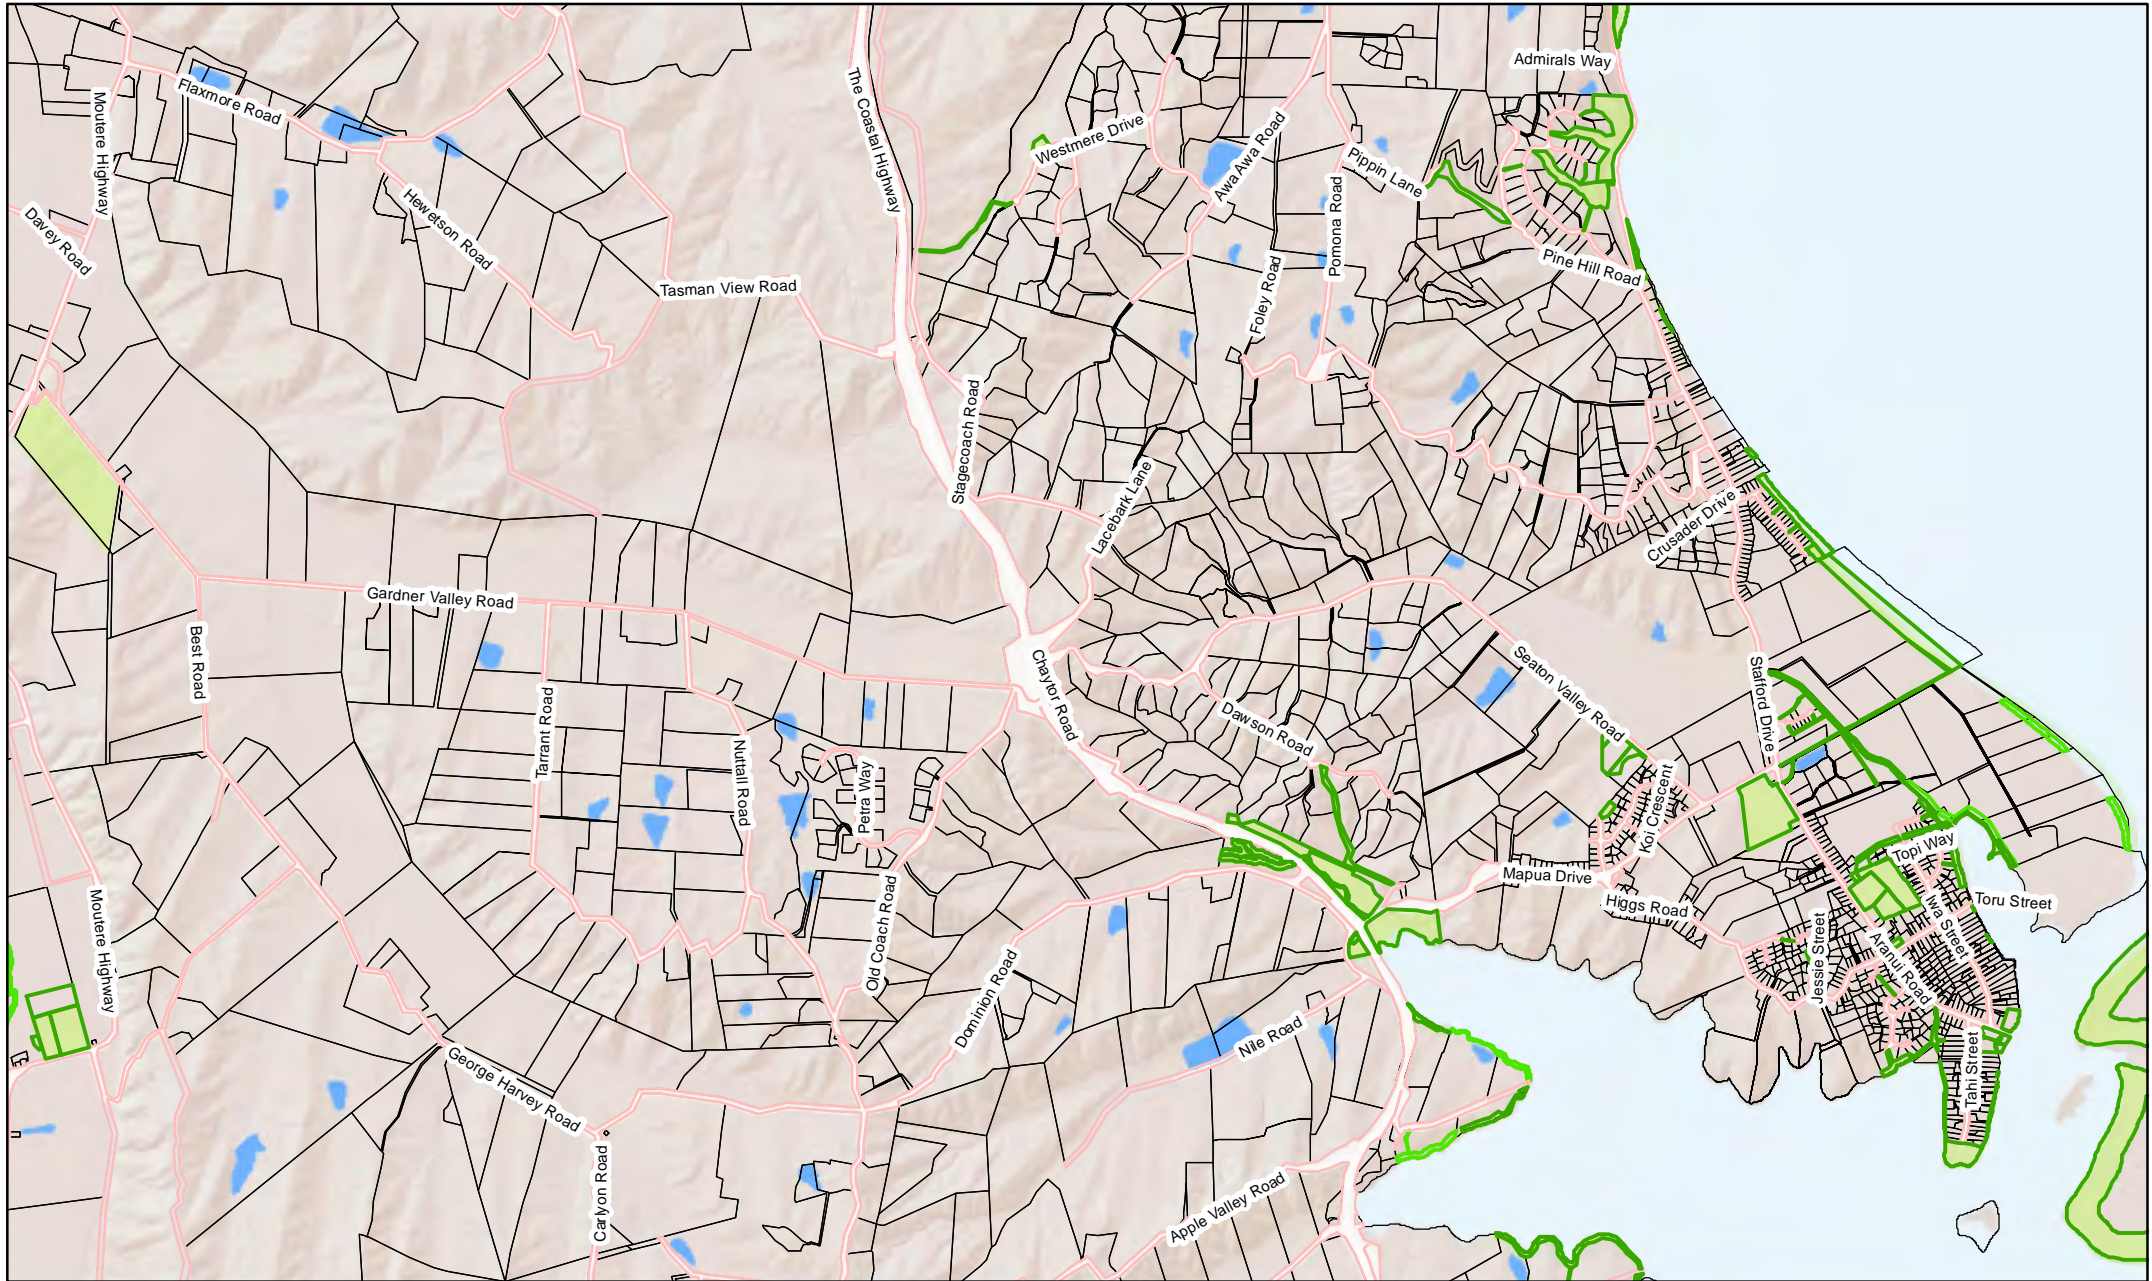 Admirals Way
Flaxmore Road
Moutere Highway
The Coastal Highway
Westmere Drive
Awa Awa Road
Pippin Lane
Davey Road
Hewetson Road
Pomona Road
Pine Hill Road
Tasman View Road
Foley Road
Stagecoach Road
Lacebark Lane
Crusader Drive
Gardner Valley Road
Best Road
Chaytor Road
Seaton Valley Road
Stafford Drive
Tarrant Road
Dawson Road
Nuttall Road
Petra Way
Koi Crescent
Topi Way
Mapua Drive
Higgs Road
Toru Street
Iwa Street
Moutere Highway
Old Coach Road
Aranui Road
Jessie Street
Dominion Road
Nile Road
Tahi Street
George Harvey Road
Carlyon Road
Apple Valley Road